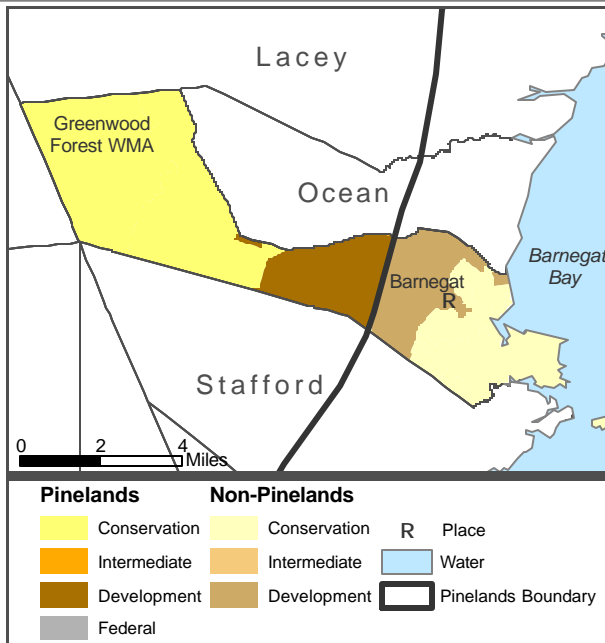 Lacey
Greenwood
Forest WMA
Ocean
Barnegat
Bay
Barnegat
R
Stafford
0 2 4
Miles
Pinelands Non-Pinelands
Conservation Conservation R Place
Intermediate Intermediate Water
Development Development Pinelands Boundary
Federal